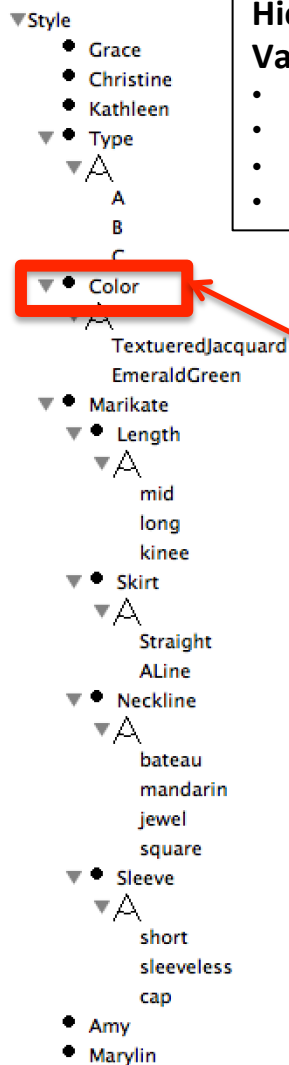 Style
Grace
Christine
Kathleen
Type
A
B
C
Color
TextueredJacquard
EmeraldGreen
Marikate
Length
mid
long
kinee
Skirt
Straight
ALine
Neckline
bateau
mandarin
jewel
square
Sleeve
short
sleeveless
cap
Amy
Marylin